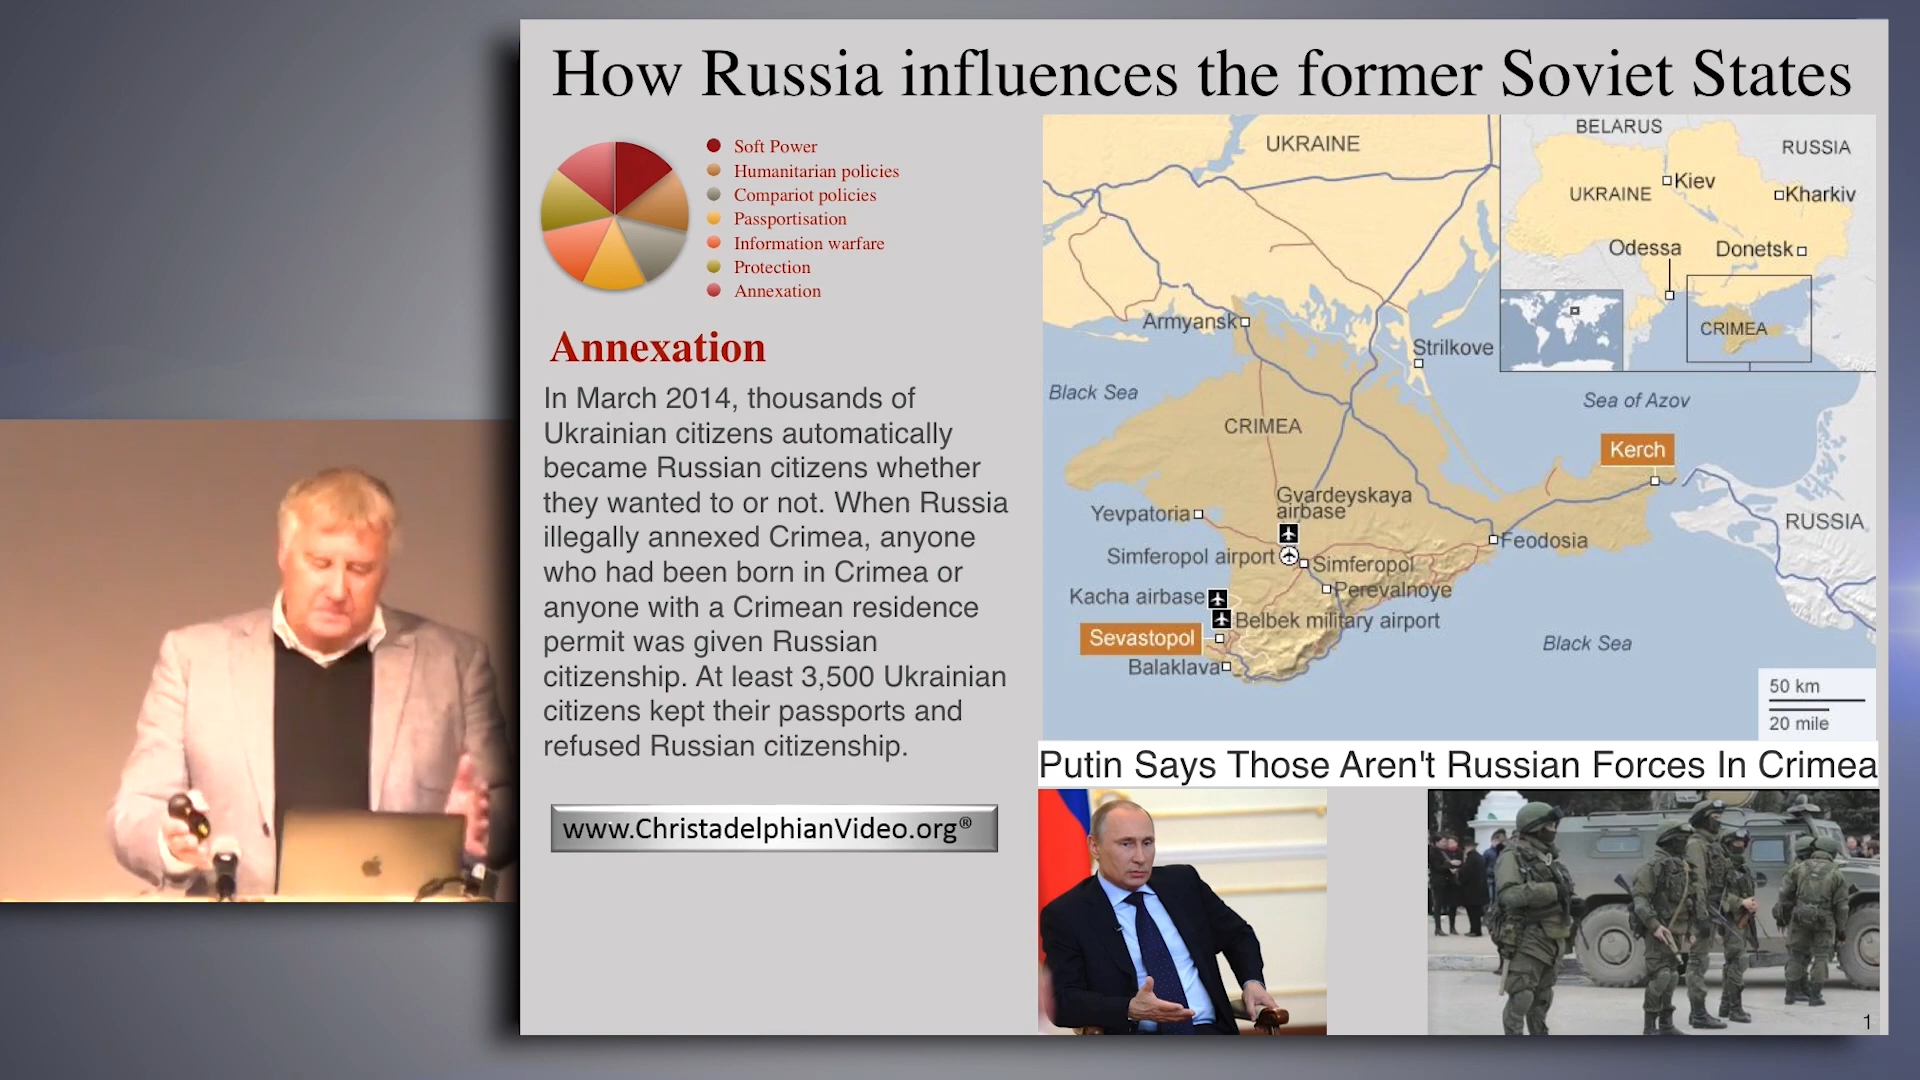 How Russia influences the former Soviet States
Soft Power
Humanitarian policies
Compariot policies
Passportisation
Information warfare
Protection
Annexation
Annexation
In March 2014, thousands of
Ukrainian citizens automatically
became Russian citizens whether
they wanted to or not. When Russia
illegally annexed Crimea, anyone
who had been born in Crimea or
anyone with a Crimean residence
permit was given Russian
citizenship. At least 3,500 Ukrainian
citizens kept their passports and
refused Russian citizenship.
www.ChristadelphianVideo.org®
UKRAINE
BELARUS
RUSSIA
Kiev
UKRAINE
Kharkiv
Odessa
Donetsk
CRIMEA
Armyansk
Strilkove
Black Sea
Sea of Azov
CRIMEA
Kerch
Gvardeyskaya
airbase
Yevpatoria
RUSSIA
Feodosia
Simferopol airport
Simferopol
Perevalnoye
Kacha airbase
Belbek military airport
Sevastopol
Black Sea
Balaklava
50 km
20 mile
Putin Says Those Aren't Russian Forces In Crimea
1